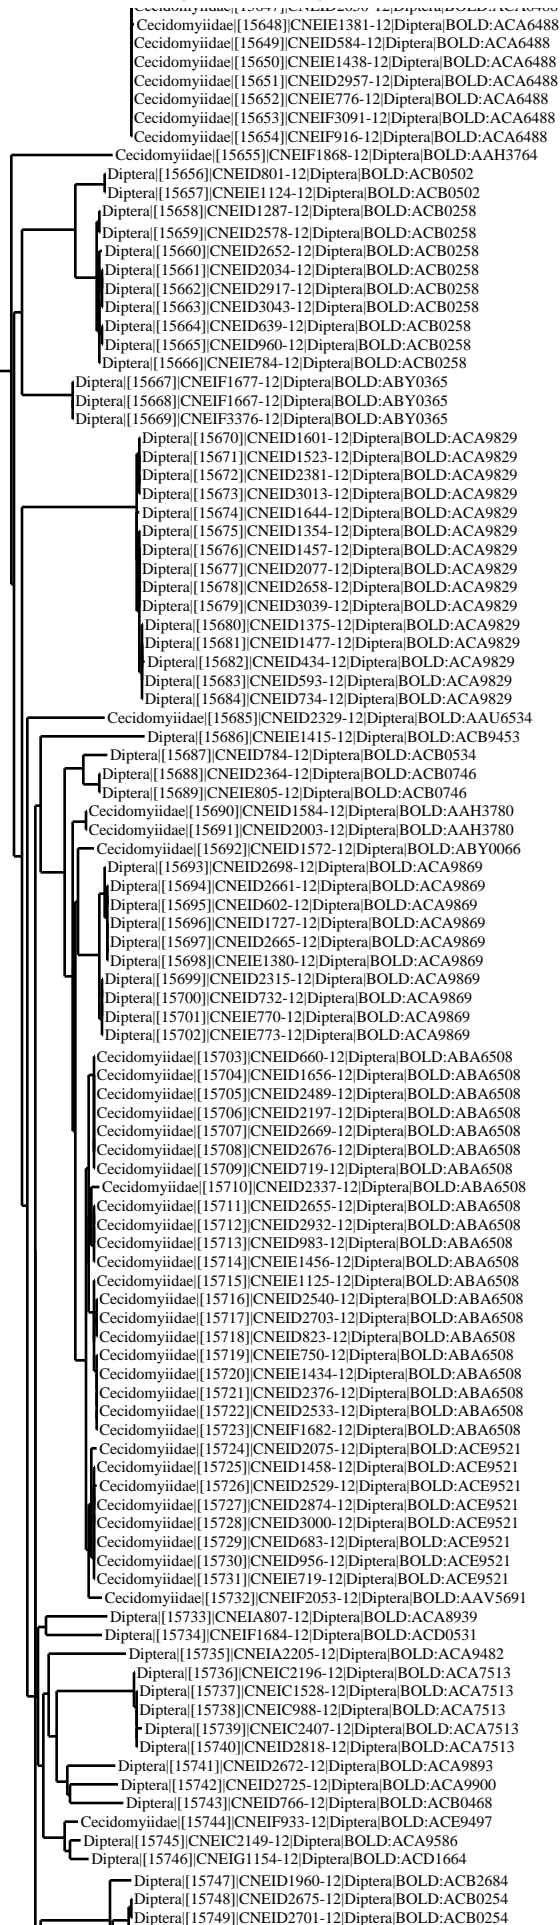 Cecidomyiidae|[15648]|CNEIE1381-12|Diptera|BOLD:ACA6488
Cecidomyiidae|[15649]|CNEID584-12|Diptera|BOLD:ACA6488
Cecidomyiidae|[15650]|CNEIE1438-12|Diptera|BOLD:ACA6488
Cecidomyiidae|[15651]|CNEID2957-12|Diptera|BOLD:ACA6488
Cecidomyiidae|[15652]|CNEIE776-12|Diptera|BOLD:ACA6488
Cecidomyiidae|[15653]|CNEIF3091-12|Diptera|BOLD:ACA6488
Cecidomyiidae|[15654]|CNEIF916-12|Diptera|BOLD:ACA6488
Cecidomyiidae|[15655]|CNEIF1868-12|Diptera|BOLD:AAH3764
Diptera|[15656]|CNEID801-12|Diptera|BOLD:ACB0502
Diptera|[15657]|CNEIE1124-12|Diptera|BOLD:ACB0502
Diptera|[15658]|CNEID1287-12|Diptera|BOLD:ACB0258
Diptera|[15659]|CNEID2578-12|Diptera|BOLD:ACB0258
Diptera|[15660]|CNEID2652-12|Diptera|BOLD:ACB0258
Diptera|[15661]|CNEID2034-12|Diptera|BOLD:ACB0258
Diptera|[15662]|CNEID2917-12|Diptera|BOLD:ACB0258
Diptera|[15663]|CNEID3043-12|Diptera|BOLD:ACB0258
Diptera|[15664]|CNEID639-12|Diptera|BOLD:ACB0258
Diptera|[15665]|CNEID960-12|Diptera|BOLD:ACB0258
Diptera|[15666]|CNEIE784-12|Diptera|BOLD:ACB0258
Diptera|[15667]|CNEIF1677-12|Diptera|BOLD:ABY0365
Diptera|[15668]|CNEIF1667-12|Diptera|BOLD:ABY0365
Diptera|[15669]|CNEIF3376-12|Diptera|BOLD:ABY0365
Diptera|[15670]|CNEID1601-12|Diptera|BOLD:ACA9829
Diptera|[15671]|CNEID1523-12|Diptera|BOLD:ACA9829
Diptera|[15672]|CNEID2381-12|Diptera|BOLD:ACA9829
Diptera|[15673]|CNEID3013-12|Diptera|BOLD:ACA9829
Diptera|[15674]|CNEID1644-12|Diptera|BOLD:ACA9829
Diptera|[15675]|CNEID1354-12|Diptera|BOLD:ACA9829
Diptera|[15676]|CNEID1457-12|Diptera|BOLD:ACA9829
Diptera|[15677]|CNEID2077-12|Diptera|BOLD:ACA9829
Diptera|[15678]|CNEID2658-12|Diptera|BOLD:ACA9829
Diptera|[15679]|CNEID3039-12|Diptera|BOLD:ACA9829
Diptera|[15680]|CNEID1375-12|Diptera|BOLD:ACA9829
Diptera|[15681]|CNEID1477-12|Diptera|BOLD:ACA9829
Diptera|[15682]|CNEID434-12|Diptera|BOLD:ACA9829
Diptera|[15683]|CNEID593-12|Diptera|BOLD:ACA9829
Diptera|[15684]|CNEID734-12|Diptera|BOLD:ACA9829
Cecidomyiidae|[15685]|CNEID2329-12|Diptera|BOLD:AAU6534
Diptera|[15686]|CNEIE1415-12|Diptera|BOLD:ACB9453
Diptera|[15687]|CNEID784-12|Diptera|BOLD:ACB0534
Diptera|[15688]|CNEID2364-12|Diptera|BOLD:ACB0746
Diptera|[15689]|CNEIE805-12|Diptera|BOLD:ACB0746
Cecidomyiidae|[15690]|CNEID1584-12|Diptera|BOLD:AAH3780
Cecidomyiidae|[15691]|CNEID2003-12|Diptera|BOLD:AAH3780
Cecidomyiidae|[15692]|CNEID1572-12|Diptera|BOLD:ABY0066
Diptera|[15693]|CNEID2698-12|Diptera|BOLD:ACA9869
Diptera|[15694]|CNEID2661-12|Diptera|BOLD:ACA9869
Diptera|[15695]|CNEID602-12|Diptera|BOLD:ACA9869
Diptera|[15696]|CNEID1727-12|Diptera|BOLD:ACA9869
Diptera|[15697]|CNEID2665-12|Diptera|BOLD:ACA9869
Diptera|[15698]|CNEIE1380-12|Diptera|BOLD:ACA9869
Diptera|[15699]|CNEID2315-12|Diptera|BOLD:ACA9869
Diptera|[15700]|CNEID732-12|Diptera|BOLD:ACA9869
Diptera|[15701]|CNEIE770-12|Diptera|BOLD:ACA9869
Diptera|[15702]|CNEIE773-12|Diptera|BOLD:ACA9869
Cecidomyiidae|[15703]|CNEID660-12|Diptera|BOLD:ABA6508
Cecidomyiidae|[15704]|CNEID1656-12|Diptera|BOLD:ABA6508
Cecidomyiidae|[15705]|CNEID2489-12|Diptera|BOLD:ABA6508
Cecidomyiidae|[15706]|CNEID2197-12|Diptera|BOLD:ABA6508
Cecidomyiidae|[15707]|CNEID2669-12|Diptera|BOLD:ABA6508
Cecidomyiidae|[15708]|CNEID2676-12|Diptera|BOLD:ABA6508
Cecidomyiidae|[15709]|CNEID719-12|Diptera|BOLD:ABA6508
Cecidomyiidae|[15710]|CNEID2337-12|Diptera|BOLD:ABA6508
Cecidomyiidae|[15711]|CNEID2655-12|Diptera|BOLD:ABA6508
Cecidomyiidae|[15712]|CNEID2932-12|Diptera|BOLD:ABA6508
Cecidomyiidae|[15713]|CNEID983-12|Diptera|BOLD:ABA6508
Cecidomyiidae|[15714]|CNEIE1456-12|Diptera|BOLD:ABA6508
Cecidomyiidae|[15715]|CNEIE1125-12|Diptera|BOLD:ABA6508
Cecidomyiidae|[15716]|CNEID2540-12|Diptera|BOLD:ABA6508
Cecidomyiidae|[15717]|CNEID2703-12|Diptera|BOLD:ABA6508
Cecidomyiidae|[15718]|CNEID823-12|Diptera|BOLD:ABA6508
Cecidomyiidae|[15719]|CNEIE750-12|Diptera|BOLD:ABA6508
Cecidomyiidae|[15720]|CNEIE1434-12|Diptera|BOLD:ABA6508
Cecidomyiidae|[15721]|CNEID2376-12|Diptera|BOLD:ABA6508
Cecidomyiidae|[15722]|CNEID2533-12|Diptera|BOLD:ABA6508
Cecidomyiidae|[15723]|CNEIF1682-12|Diptera|BOLD:ABA6508
Cecidomyiidae|[15724]|CNEID2075-12|Diptera|BOLD:ACE9521
Cecidomyiidae|[15725]|CNEID1458-12|Diptera|BOLD:ACE9521
Cecidomyiidae|[15726]|CNEID2529-12|Diptera|BOLD:ACE9521
Cecidomyiidae|[15727]|CNEID2874-12|Diptera|BOLD:ACE9521
Cecidomyiidae|[15728]|CNEID3000-12|Diptera|BOLD:ACE9521
Cecidomyiidae|[15729]|CNEID683-12|Diptera|BOLD:ACE9521
Cecidomyiidae|[15730]|CNEID956-12|Diptera|BOLD:ACE9521
Cecidomyiidae|[15731]|CNEIE719-12|Diptera|BOLD:ACE9521
Cecidomyiidae|[15732]|CNEIF2053-12|Diptera|BOLD:AAV5691
Diptera|[15733]|CNEIA807-12|Diptera|BOLD:ACA8939
Diptera|[15734]|CNEIF1684-12|Diptera|BOLD:ACD0531
Diptera|[15735]|CNEIA2205-12|Diptera|BOLD:ACA9482
Diptera|[15736]|CNEIC2196-12|Diptera|BOLD:ACA7513
Diptera|[15737]|CNEIC1528-12|Diptera|BOLD:ACA7513
Diptera|[15738]|CNEIC988-12|Diptera|BOLD:ACA7513
Diptera|[15739]|CNEIC2407-12|Diptera|BOLD:ACA7513
Diptera|[15740]|CNEID2818-12|Diptera|BOLD:ACA7513
Diptera|[15741]|CNEID2672-12|Diptera|BOLD:ACA9893
Diptera|[15742]|CNEID2725-12|Diptera|BOLD:ACA9900
Diptera|[15743]|CNEID766-12|Diptera|BOLD:ACB0468
Cecidomyiidae|[15744]|CNEIF933-12|Diptera|BOLD:ACE9497
Diptera|[15745]|CNEIC2149-12|Diptera|BOLD:ACA9586
Diptera|[15746]|CNEIG1154-12|Diptera|BOLD:ACD1664
Diptera|[15747]|CNEID1960-12|Diptera|BOLD:ACB2684
Diptera|[15748]|CNEID2675-12|Diptera|BOLD:ACB0254
Diptera|[15749]|CNEID2701-12|Diptera|BOLD:ACB0254